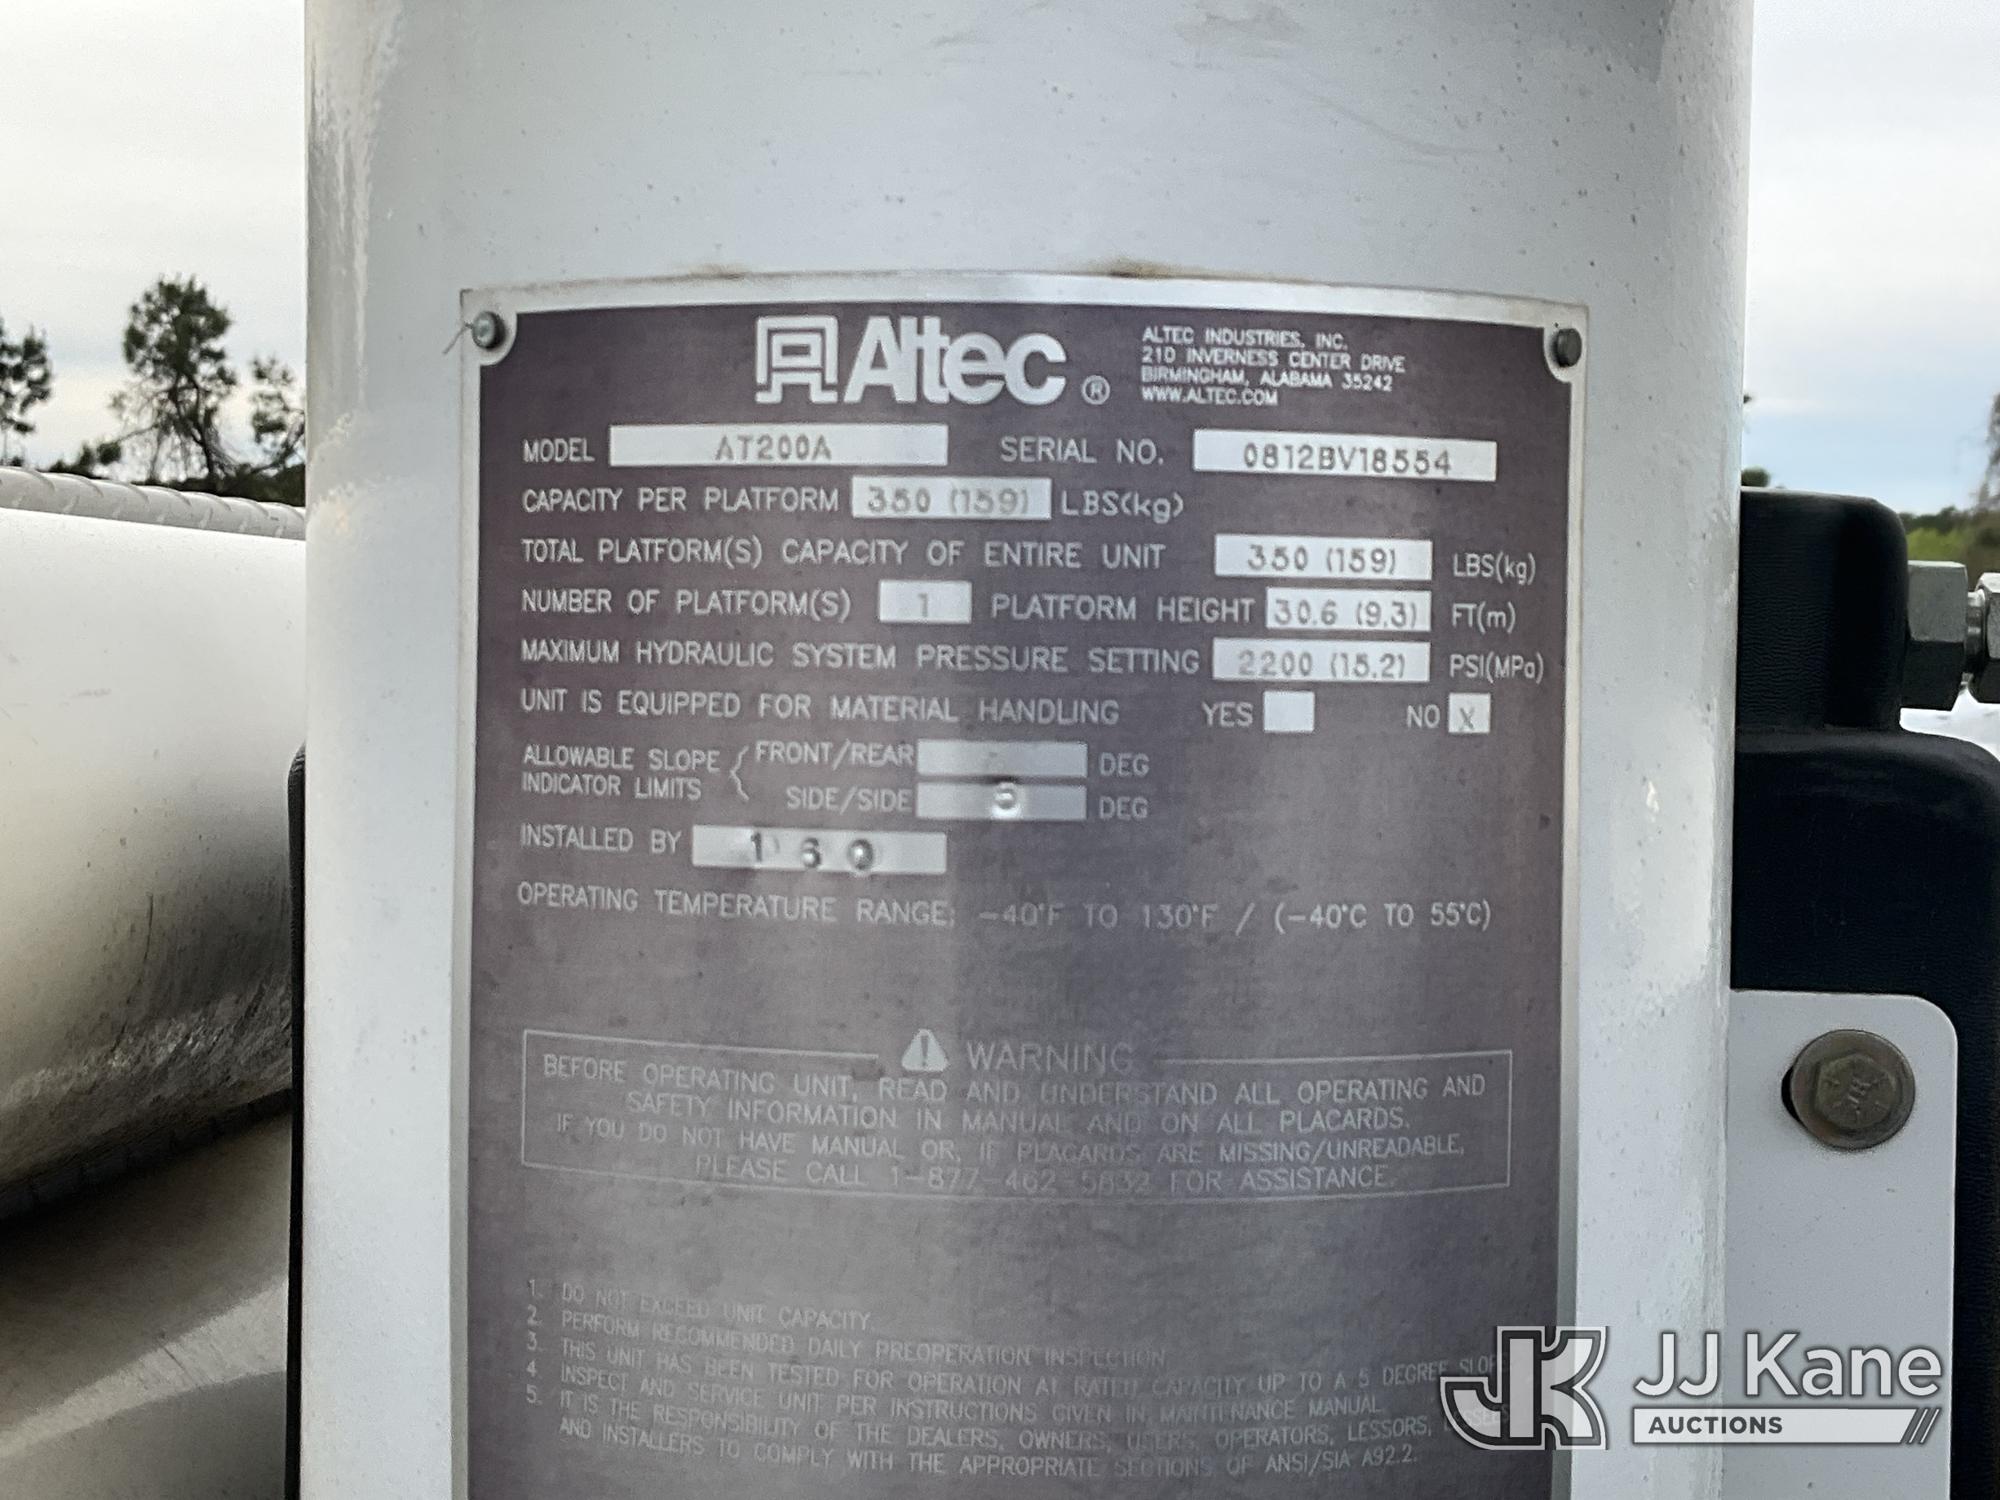 Altec ®
ALTEC INDUSTRIES, INC.
210 INVERNESS CENTER DRIVE
BIRMINGHAM, ALABAMA 35242
WWW.ALTEC.COM
MODEL AT200A SERIAL NO. 0812BV18554
CAPACITY PER PLATFORM 350 (159) LBS(kg)
TOTAL PLATFORM(S) CAPACITY OF ENTIRE UNIT 350 (159) LBS(kg)
NUMBER OF PLATFORM(S) 1 PLATFORM HEIGHT 30.6 (9.3) FT(m)
MAXIMUM HYDRAULIC SYSTEM PRESSURE SETTING 2200 (15.2) PSI(MPa)
UNIT IS EQUIPPED FOR MATERIAL HANDLING YES NO X
ALLOWABLE SLOPE INDICATOR LIMITS
FRONT/REAR DEG
SIDE/SIDE 5 DEG
INSTALLED BY 160
OPERATING TEMPERATURE RANGE: -40°F TO 130°F / (-40°C TO 55°C)
WARNING
BEFORE OPERATING UNIT, READ AND UNDERSTAND ALL OPERATING AND
SAFETY INFORMATION IN MANUAL AND ON ALL PLACARDS.
IF YOU DO NOT HAVE MANUAL OR, IF PLACARDS ARE MISSING/UNREADABLE,
PLEASE CALL 1-877-462-5832 FOR ASSISTANCE.
1. DO NOT EXCEED UNIT CAPACITY.
2. PERFORM RECOMMENDED DAILY PREOPERATION INSPECTION
3. THIS UNIT HAS BEEN TESTED FOR OPERATION AT RATED CAPACITY UP TO A 5 DEGREE SLOPE
4. INSPECT AND SERVICE UNIT PER INSTRUCTIONS GIVEN IN MAINTENANCE MANUAL
5. IT IS THE RESPONSIBILITY OF THE DEALERS, OWNERS, USERS, OPERATORS, LESSORS, LESSEES
AND INSTALLERS TO COMPLY WITH THE APPROPRIATE SECTIONS OF ANSI/SIA A92.2.
JK JJ Kane
AUCTIONS